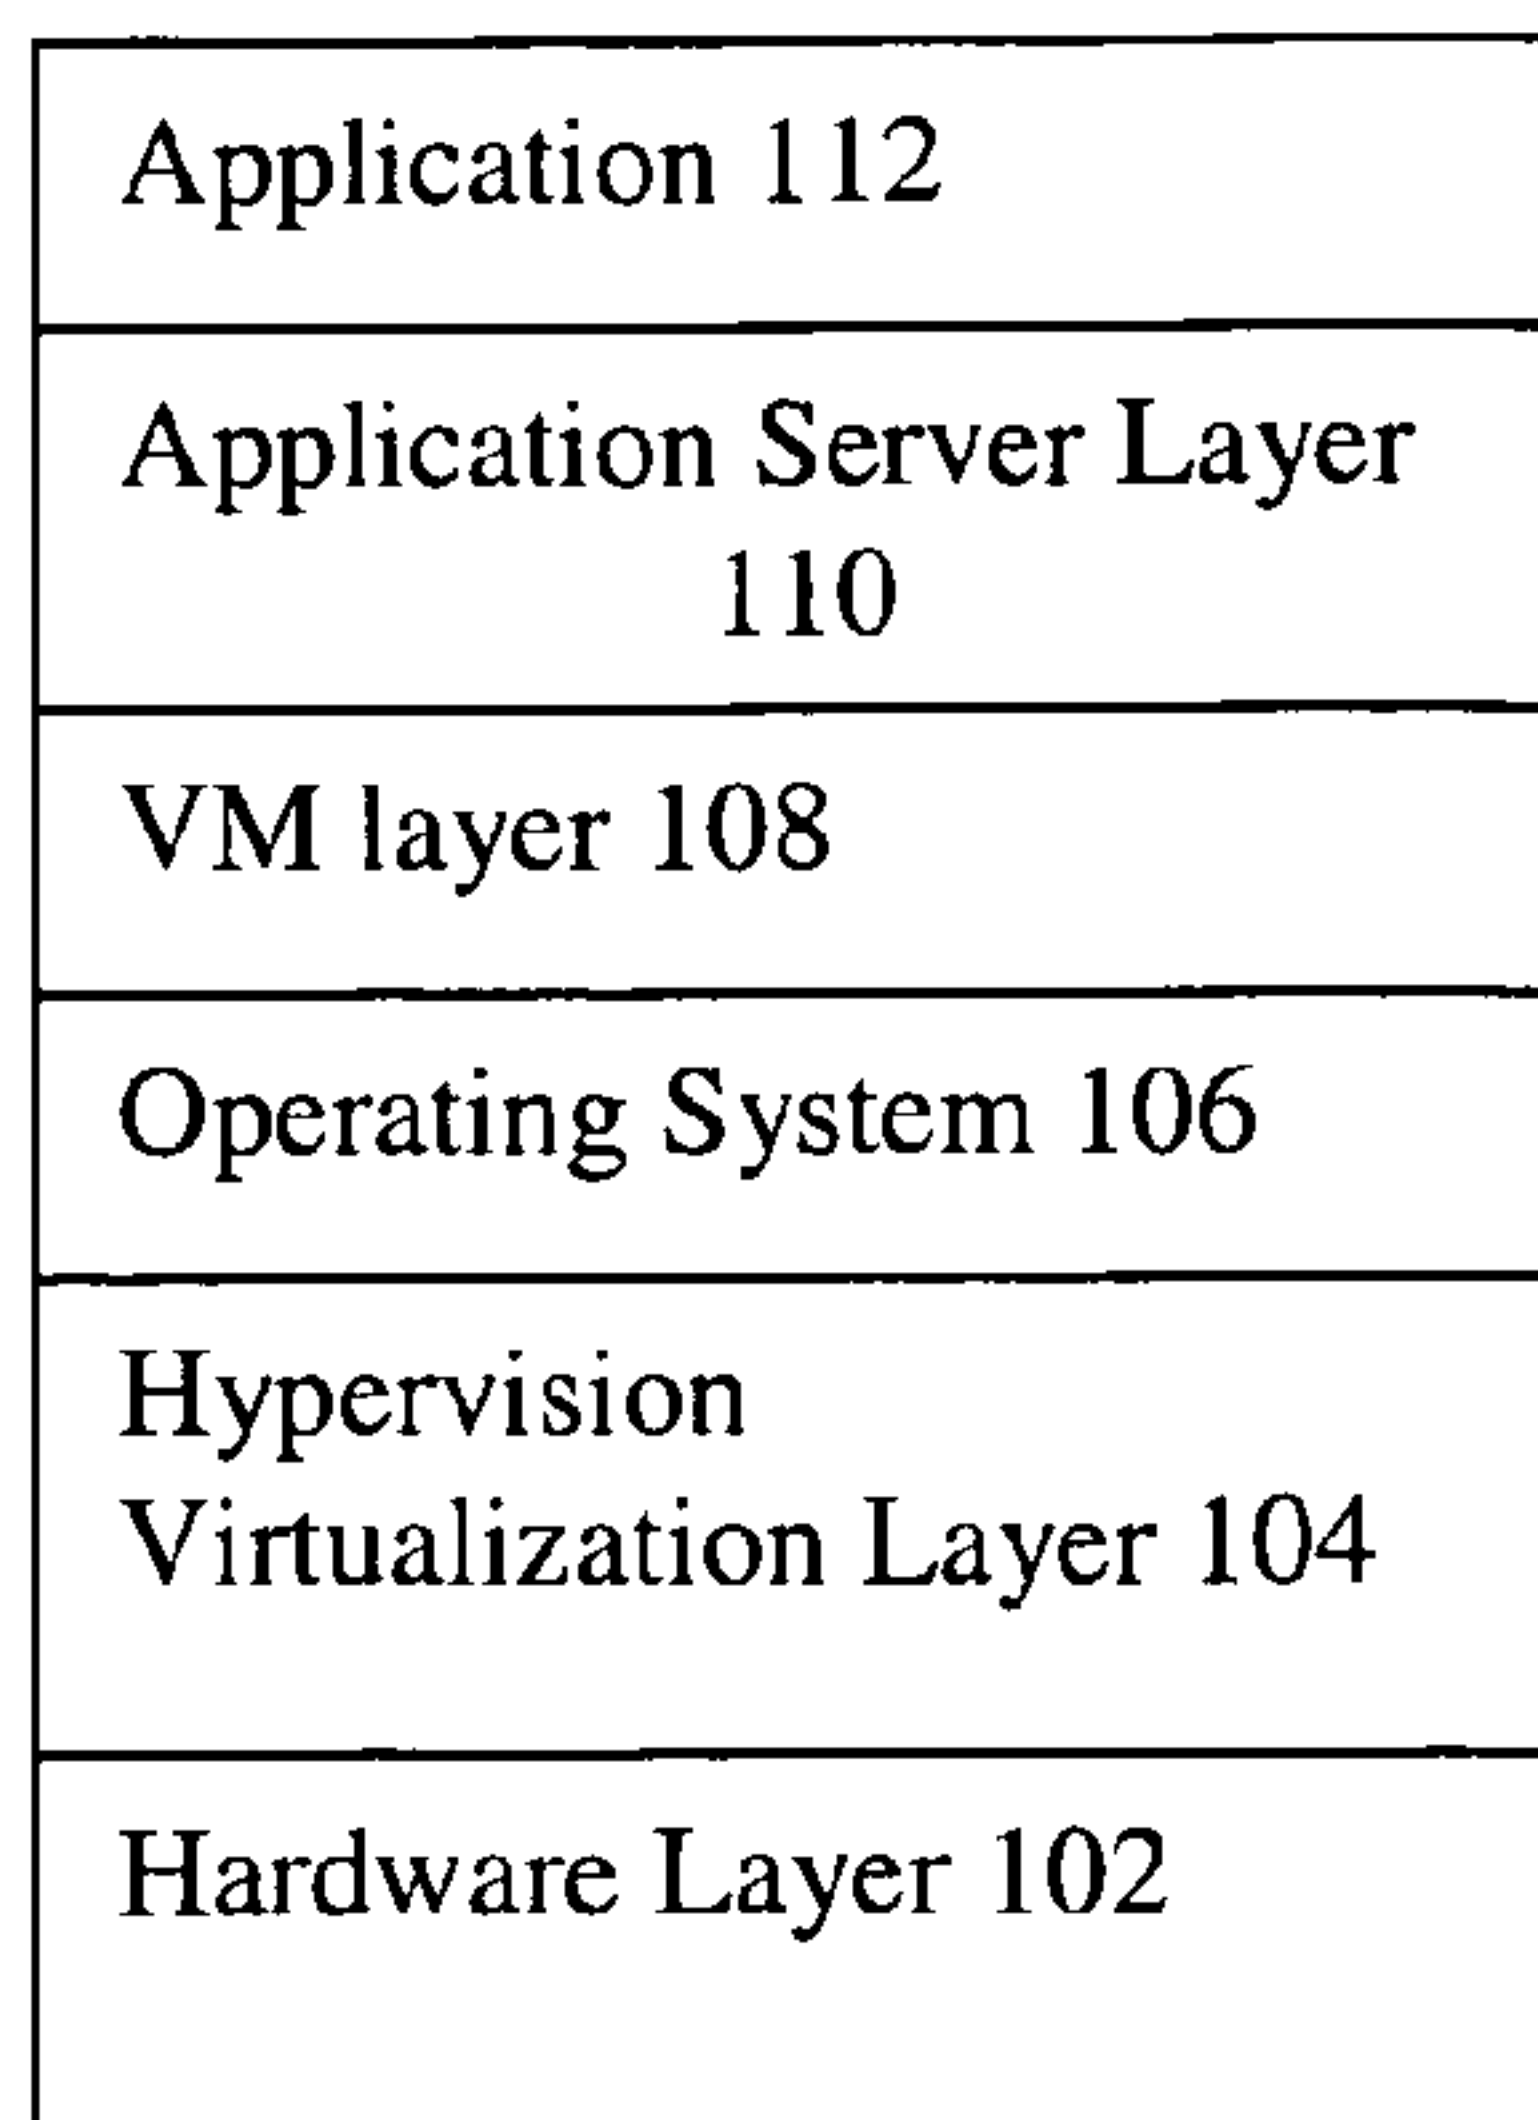 Application 112
Application Server Layer
110
VM layer 108
Operating System 106
Hypervision
Virtualization Layer 104
Hardware Layer 102